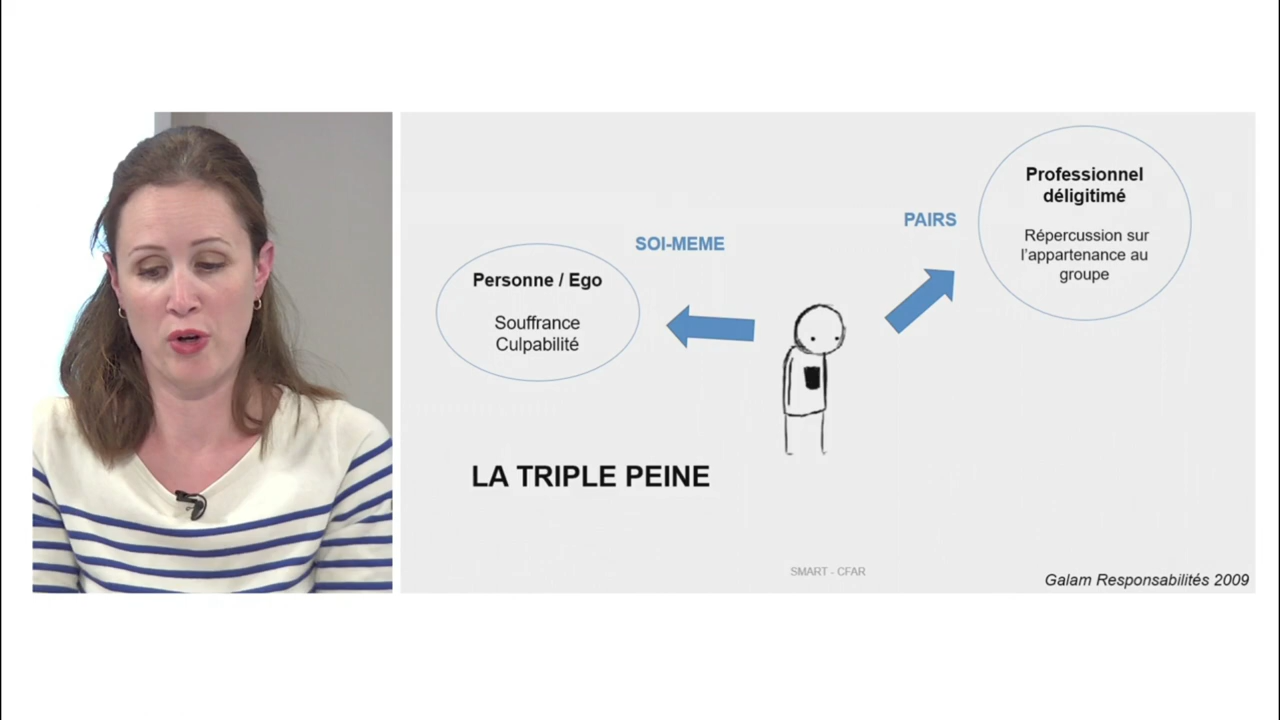 Professionnel
déligitimé
Répercussion sur
l'appartenance au
groupe
PAIRS
SOI-MEME
Personne / Ego
Souffrance
Culpabilité
LA TRIPLE PEINE
SMART - CFAR
Galam Responsabilités 2009